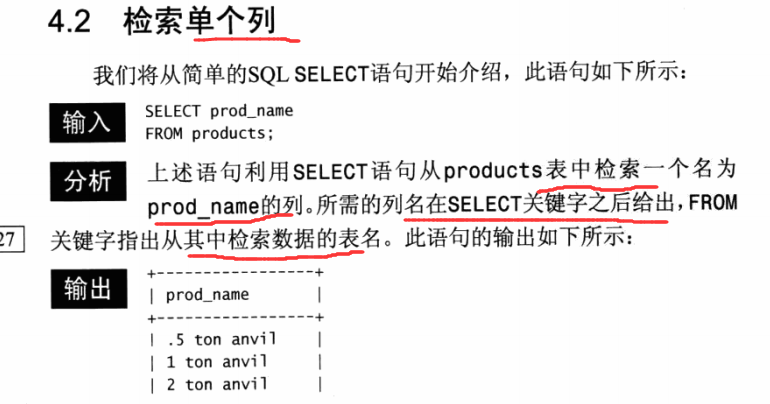 4.2 检索单个列
我们将从简单的SQL SELECT语句开始介绍，此语句如下所示：
输入
SELECT prod_name
FROM products;
分析
上述语句利用SELECT语句从products表中检索一个名为
prod_name的列。所需的列名在SELECT关键字之后给出，FROM
27
关键字指出从其中检索数据的表名。此语句的输出如下所示：
输出
+-----------------+
| prod_name |
+-----------------+
| .5 ton anvil |
| 1 ton anvil |
| 2 ton anvil |